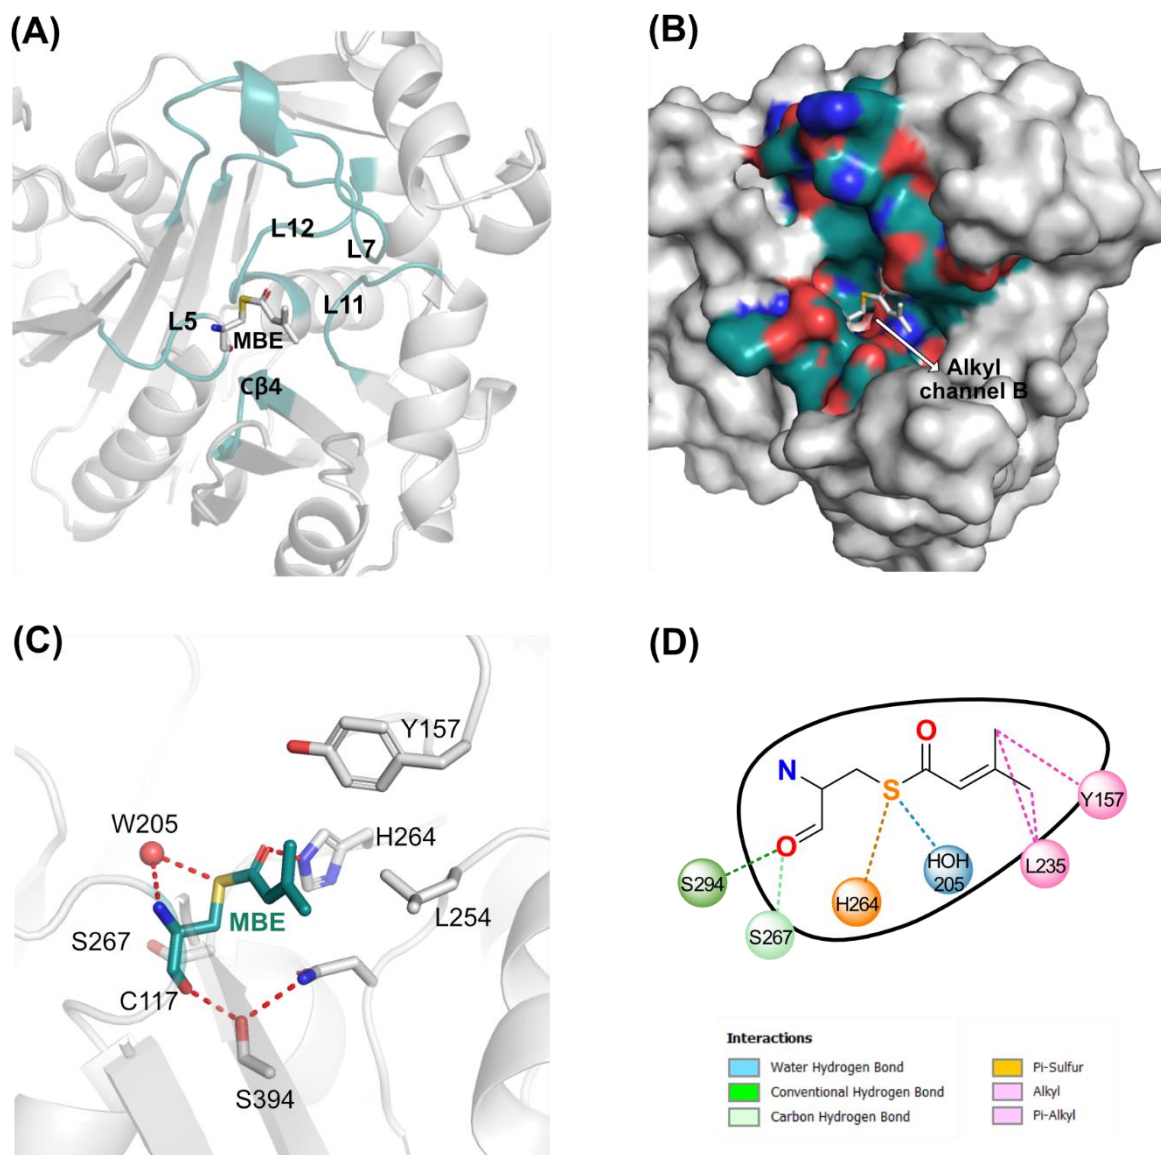 (A)
L12
L7
L5
L11
MBE
Cβ4
(B)
Alkyl
channel B
(C)
Y157
W205
H264
MBE
L254
S267
C117
S394
(D)
O
N
S
O
Y157
S294
HOH
205
L235
H264
S267
Interactions
Water Hydrogen Bond
Conventional Hydrogen Bond
Carbon Hydrogen Bond
Pi-Sulfur
Alkyl
Pi-Alkyl